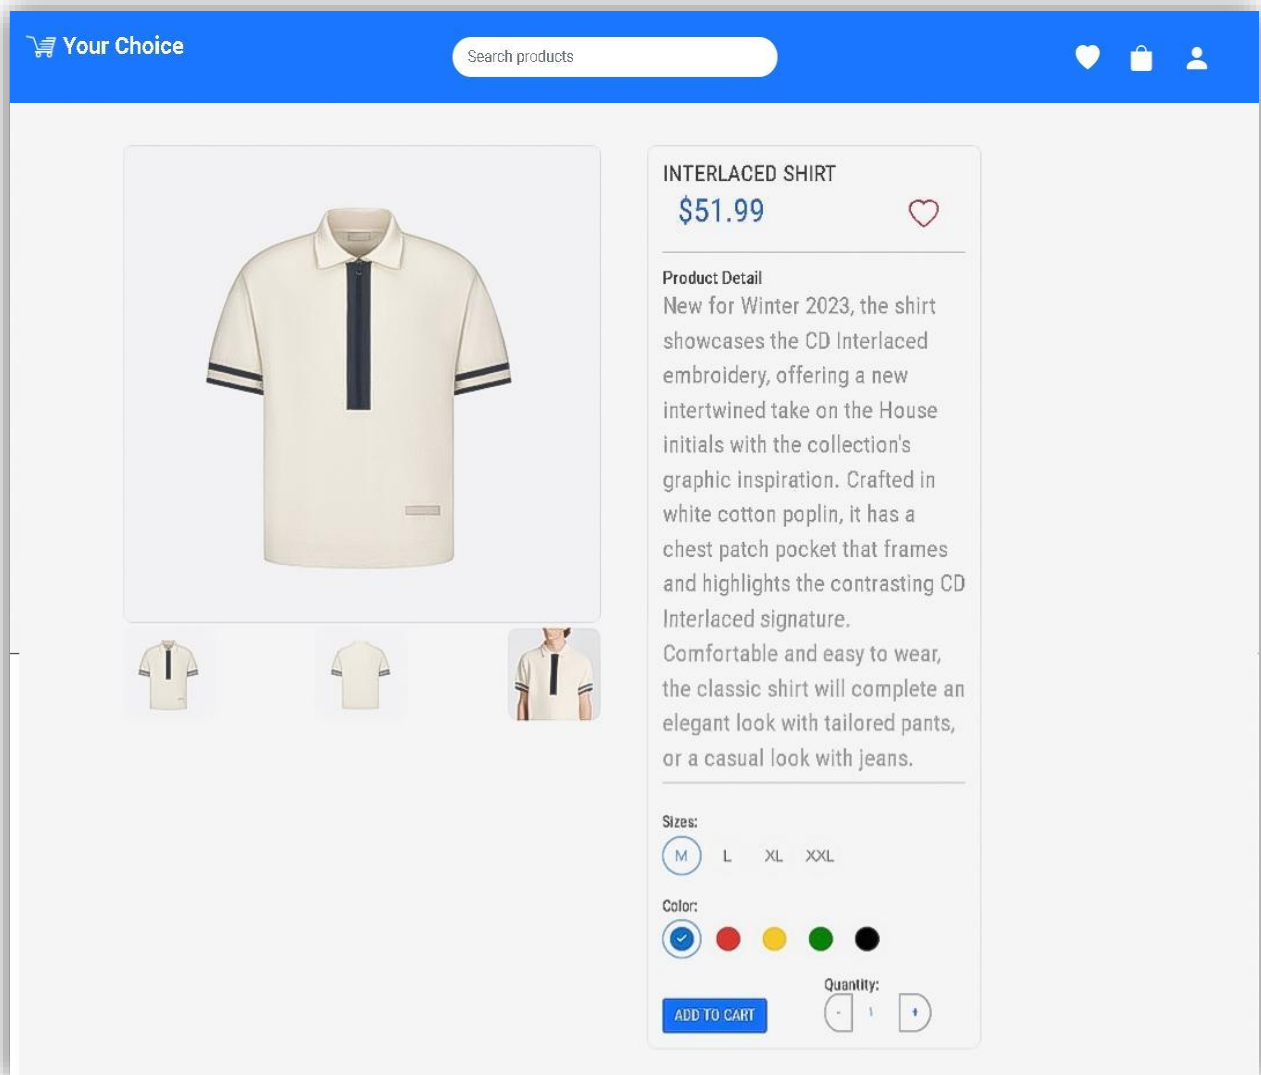 Your Choice
Search products
INTERLACED SHIRT
$51.99
Product Detail
New for Winter 2023, the shirt
showcases the CD Interlaced
embroidery, offering a new
intertwined take on the House
initials with the collection's
graphic inspiration. Crafted in
white cotton poplin, it has a
chest patch pocket that frames
and highlights the contrasting CD
Interlaced signature.
Comfortable and easy to wear,
the classic shirt will complete an
elegant look with tailored pants,
or a casual look with jeans.
Sizes:
M L XL XXL
Color:
Quantity:
ADD TO CART - 1 +